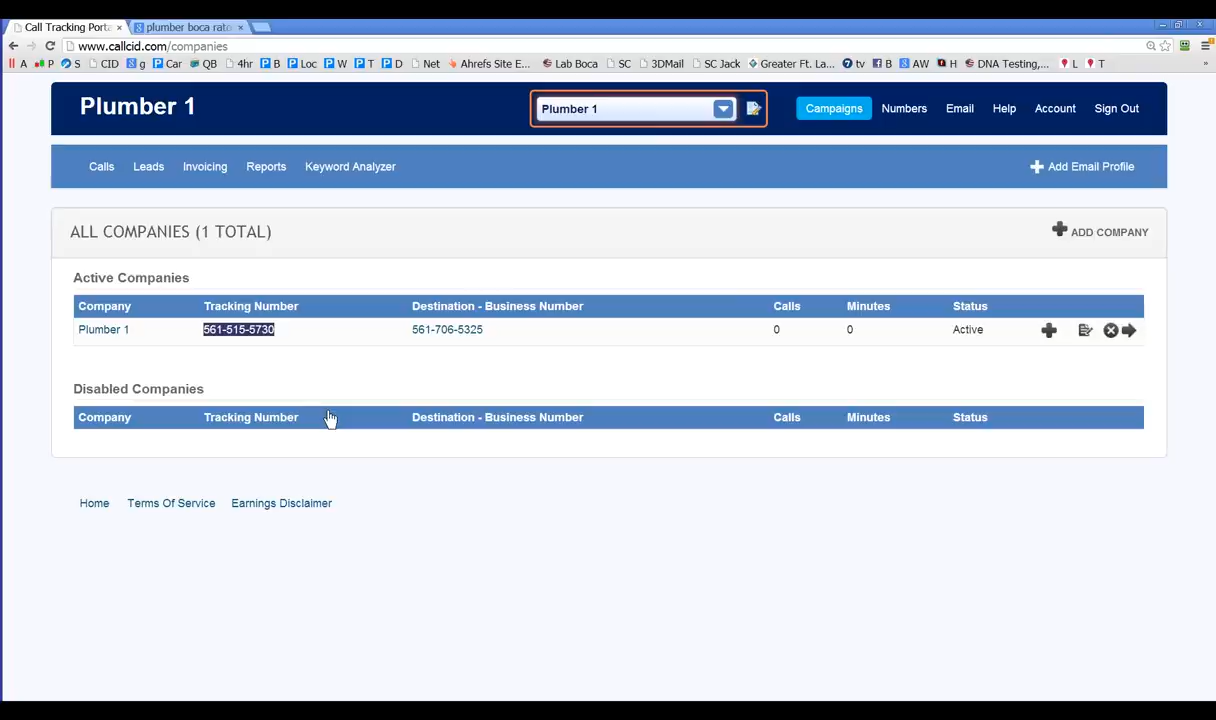 Call Tracking Porta × plumber boca rato ×
www.callcid.com/companies
A P S CID g Car QB 4hr B Loc W T D Net Ahrefs Site E... Lab Boca SC 3DMail SC Jack Greater Ft. La... tv B AW H DNA Testing,... L T »
Plumber 1 Plumber 1 Campaigns Numbers Email Help Account Sign Out
Calls Leads Invoicing Reports Keyword Analyzer Add Email Profile
ALL COMPANIES (1 TOTAL) ADD COMPANY
Active Companies
Company Tracking Number Destination - Business Number Calls Minutes Status
Plumber 1 561-515-5730 561-706-5325 0 0 Active
Disabled Companies
Company Tracking Number Destination - Business Number Calls Minutes Status
Home Terms Of Service Earnings Disclaimer